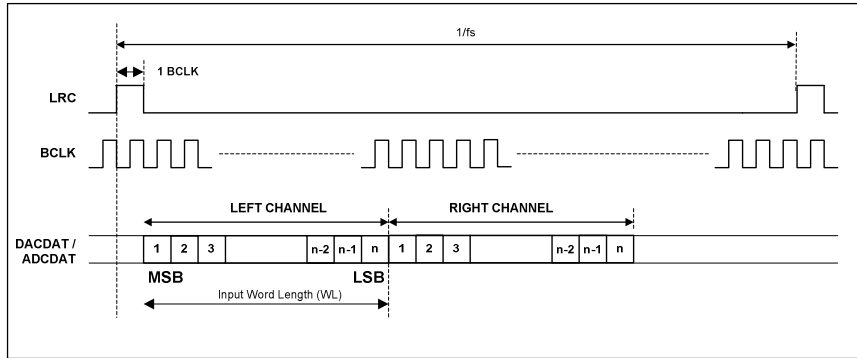 1/fs
1 BCLK
LRC
BCLK
LEFT CHANNEL RIGHT CHANNEL
DACDAT /
ADCDAT
1 2 3 n-2 n-1 n 1 2 3 n-2 n-1 n
MSB LSB
Input Word Length (WL)